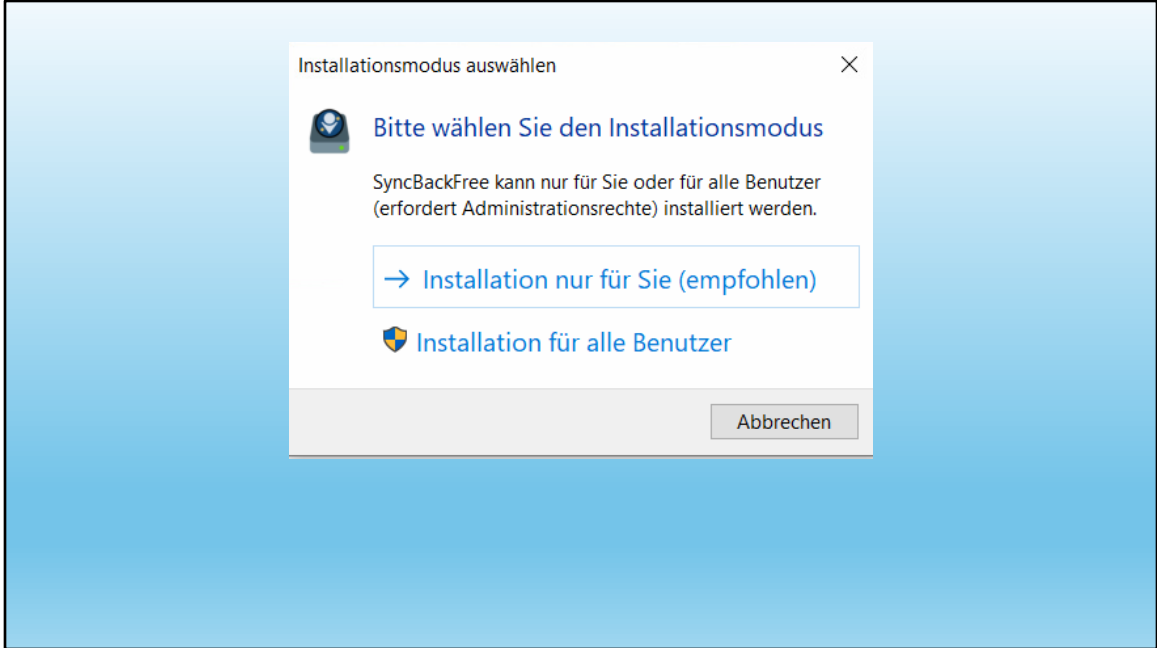 Installationsmodus auswählen
Bitte wählen Sie den Installationsmodus
SyncBackFree kann nur für Sie oder für alle Benutzer
(erfordert Administrationsrechte) installiert werden.
Installation nur für Sie (empfohlen)
Installation für alle Benutzer
Abbrechen